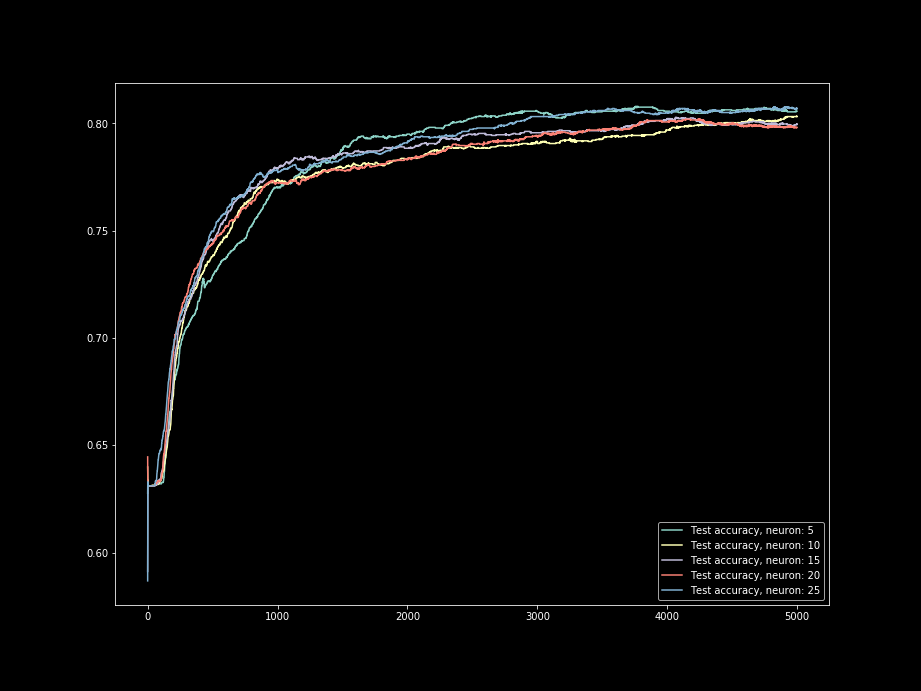 0.80
0.75
0.70
0.65
0.60
Test accuracy, neuron: 5
Test accuracy, neuron: 10
Test accuracy, neuron: 15
Test accuracy, neuron: 20
Test accuracy, neuron: 25
0 1000 2000 3000 4000 5000